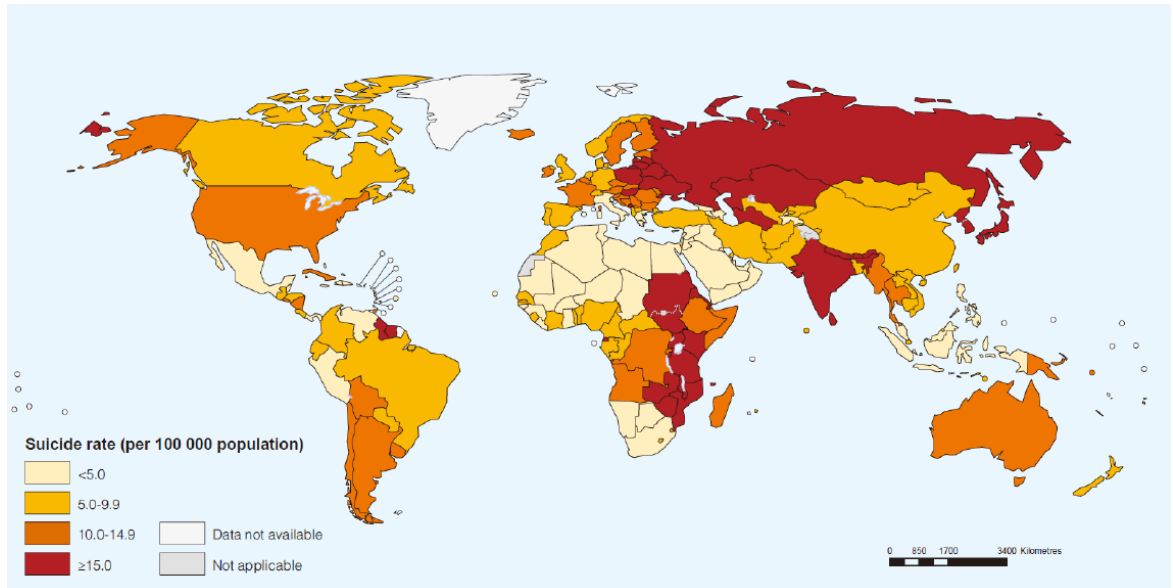 Suicide rate (per 100 000 population)
<5.0
5.0-9.9
10.0-14.9
≥15.0
Data not available
Not applicable
0 850 1700 3400 Kilometres